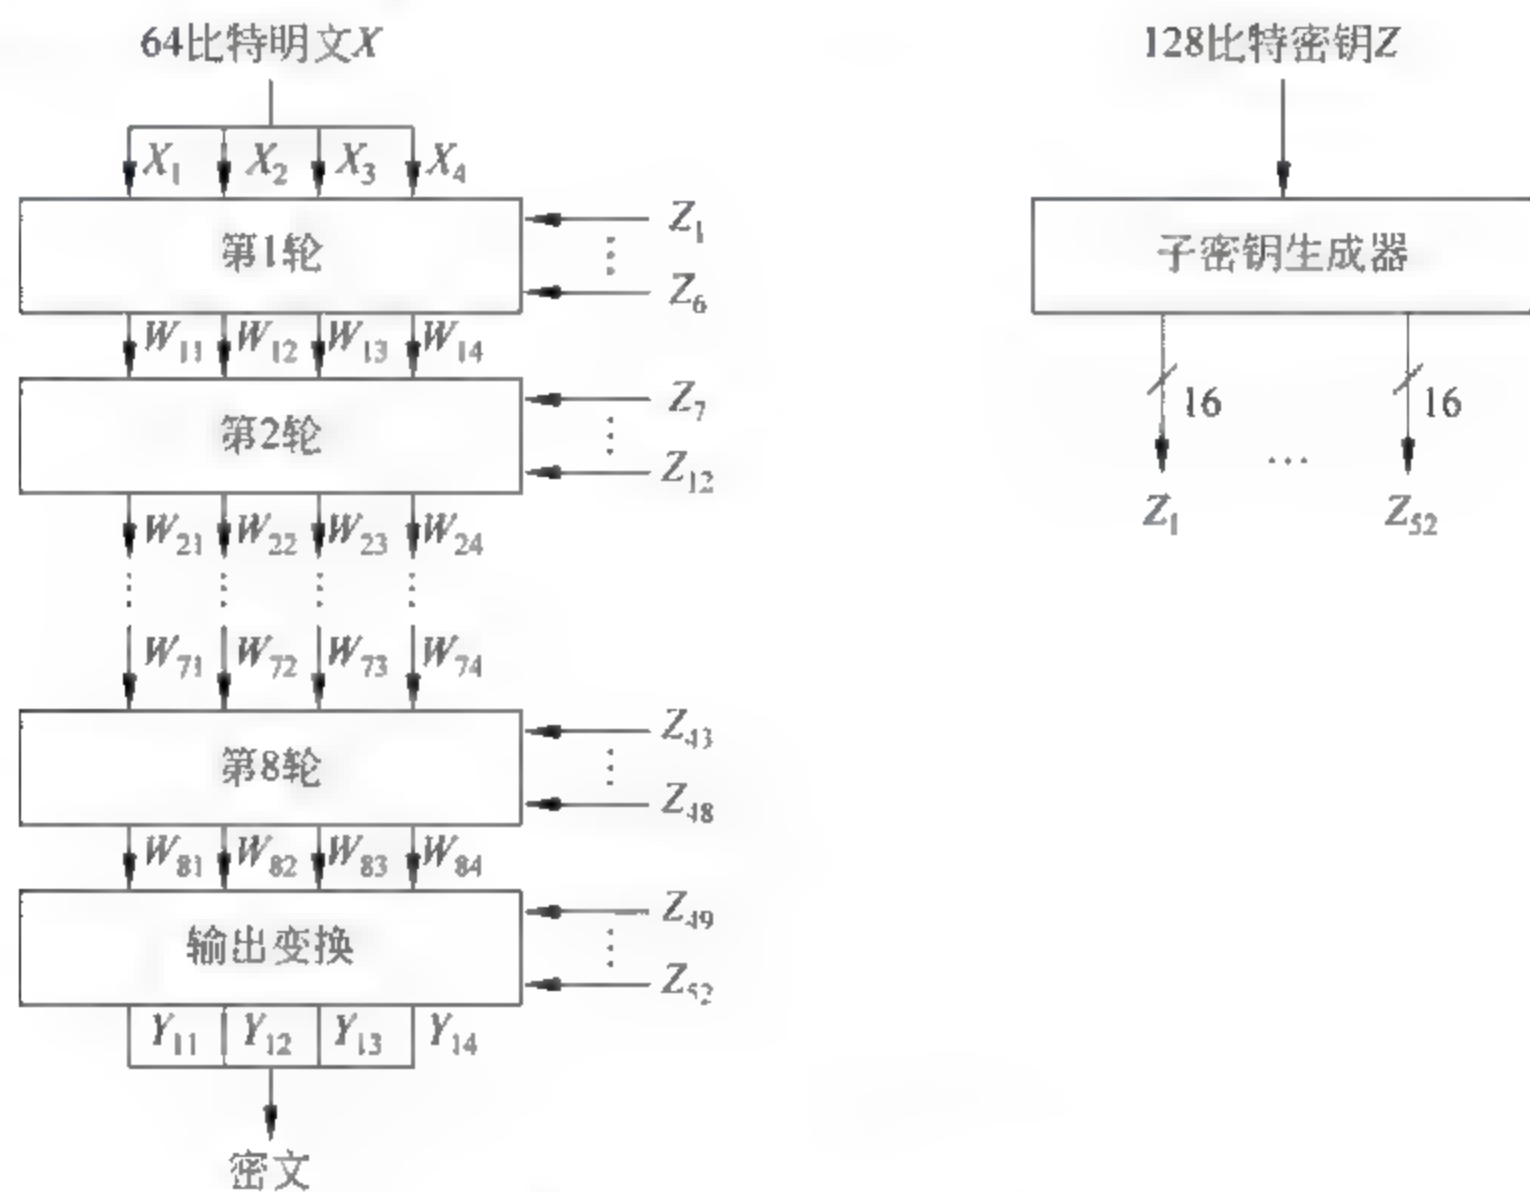 64比特明文X
X1 X2 X3 X4
第1轮
Z1
⋮
Z6
W11 W12 W13 W14
第2轮
Z7
⋮
Z12
W21 W22 W23 W24
⋮ ⋮ ⋮ ⋮
W71 W72 W73 W74
第8轮
Z43
⋮
Z48
W81 W82 W83 W84
输出变换
Z49
⋮
Z52
Y11 Y12 Y13 Y14
密文
128比特密钥Z
子密钥生成器
16 16
…
Z1 Z52